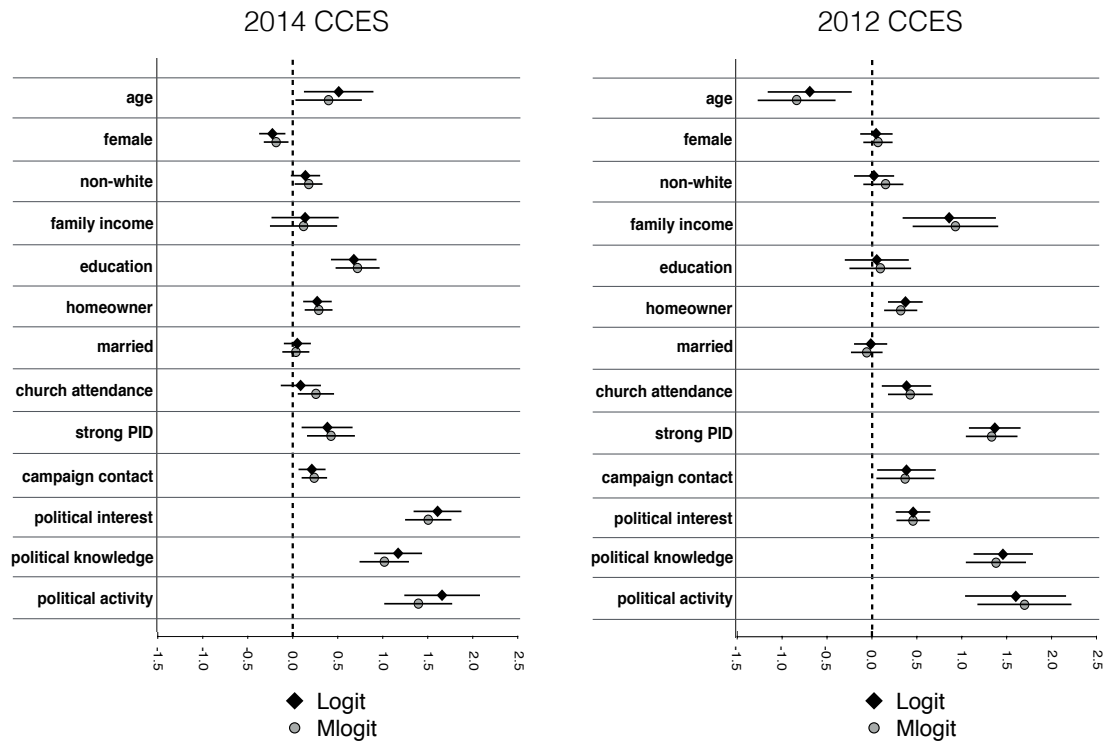 2014 CCES
age
female
non-white
family income
education
homeowner
married
church attendance
strong PID
campaign contact
political interest
political knowledge
political activity
-1.5 -1.0 -0.5 0.0 0.5 1.0 1.5 2.0 2.5
Logit
Mlogit
2012 CCES
age
female
non-white
family income
education
homeowner
married
church attendance
strong PID
campaign contact
political interest
political knowledge
political activity
-1.5 -0.5 0.0 0.5 1.0 1.5 2.0 2.5
Logit
Mlogit